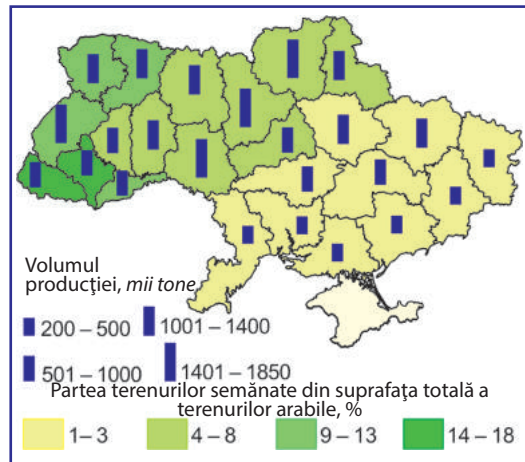 Volumul
producţiei, mii tone
200 – 500
1001 – 1400
501 – 1000
1401 – 1850
Partea terenurilor semănate din suprafaţa totală a
terenurilor arabile, %
1– 3
4 – 8
9 – 13
14 – 18